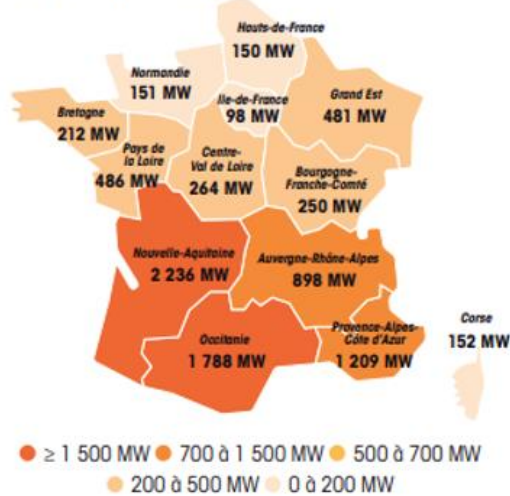 Hauts-de-France
150 MW
Normandie
151 MW
Ile-de-France
98 MW
Grand Est
481 MW
Bretagne
212 MW
Pays de
la Loire
486 MW
Centre-
Val de Loire
264 MW
Bourgogne-
Franche-Comté
250 MW
Nouvelle-Aquitaine
2 236 MW
Auvergne-Rhône-Alpes
898 MW
Occitanie
1 788 MW
Provence-Alpes-
Côte d'Azur
1 209 MW
Corse
152 MW
≥ 1 500 MW 700 à 1 500 MW 500 à 700 MW
200 à 500 MW 0 à 200 MW